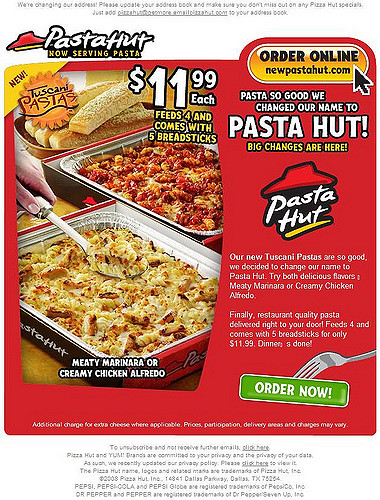 We're changing our address! Please update your address book and make sure you don't miss out on any Pizza Hut specials.
Just add pizzahut@petmore.emailpizzahut.com to your address book.
PastaHut
NOW SERVING PASTA
ORDER ONLINE
newpastahut.com
NEW!
Tuscani
PASTAS
$11.99
Each
FEEDS 4 AND
COMES WITH
5 BREADSTICKS
PASTA SO GOOD WE
CHANGED OUR NAME TO
PASTA HUT!
BIG CHANGES ARE HERE!
Pasta
Hut
Our new Tuscani Pastas are so good,
we decided to change our name to
Pasta Hut. Try both delicious flavors :
Meaty Marinara or Creamy Chicken
Alfredo.
Finally, restaurant quality pasta
delivered right to your door! Feeds 4 and
comes with 5 breadsticks for only
$11.99. Dinner; s done!
PastaHut
Pas
MEATY MARINARA OR
CREAMY CHICKEN ALFREDO
ORDER NOW!
Additional charge for extra cheese where applicable. Prices, participation, delivery areas and charges may vary.
To unsubscribe and not receive further emails, click here.
Pizza Hut and YUM! Brands are committed to your privacy and the privacy of your data.
As such, we recently updated our privacy policy. Please click here to view it.
The Pizza Hut name, logos and related marks are trademarks of Pizza Hut, Inc.
©2008 Pizza Hut, Inc., 14841 Dallas Parkway, Dallas, TX 75254.
PEPSI, PEPSI-COLA and PEPSI Globe are registered trademarks of PepsiCo, Inc.
DR PEPPER and PEPPER are registered trademarks of Dr Pepper/Seven Up, Inc.